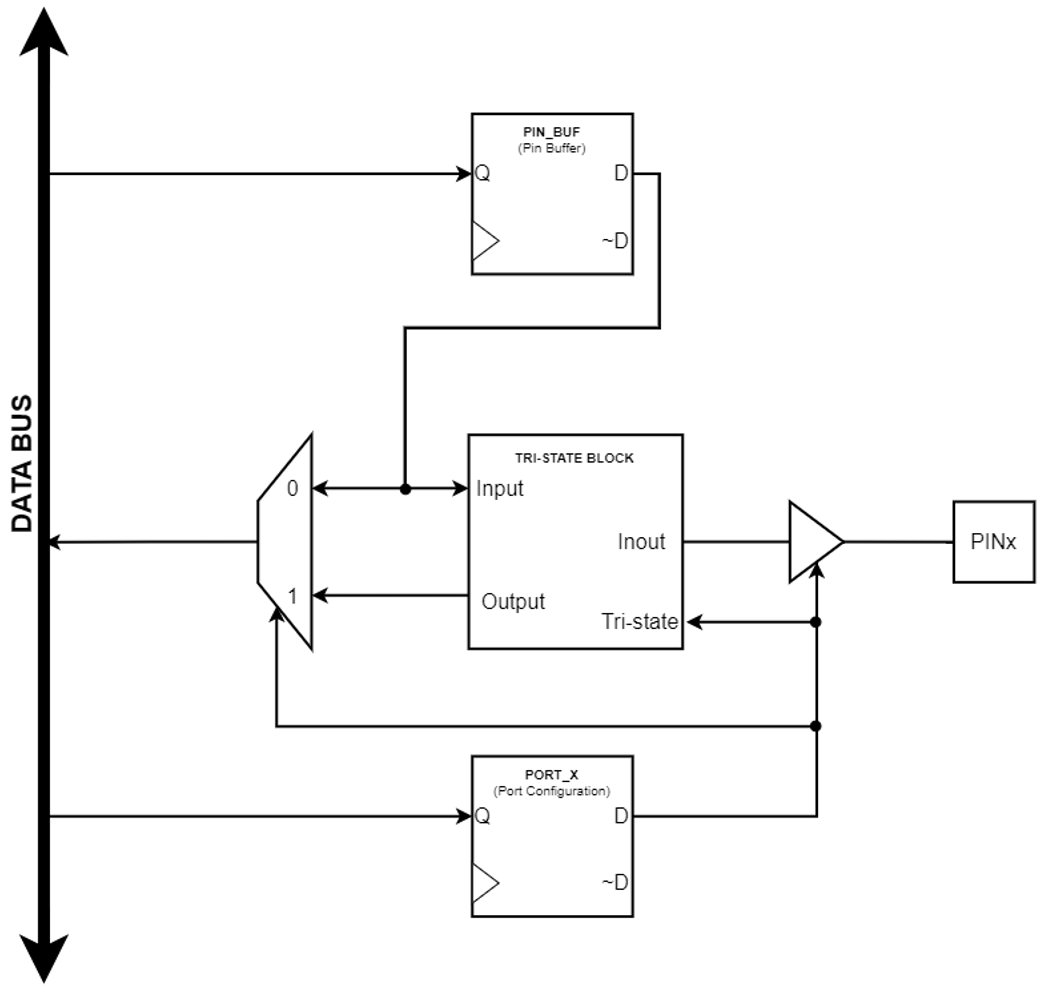 DATA BUS
PIN_BUF
(Pin Buffer)
Q
D
~D
TRI-STATE BLOCK
0
Input
Inout
PINx
1
Output
Tri-state
PORT_X
(Port Configuration)
Q
D
~D